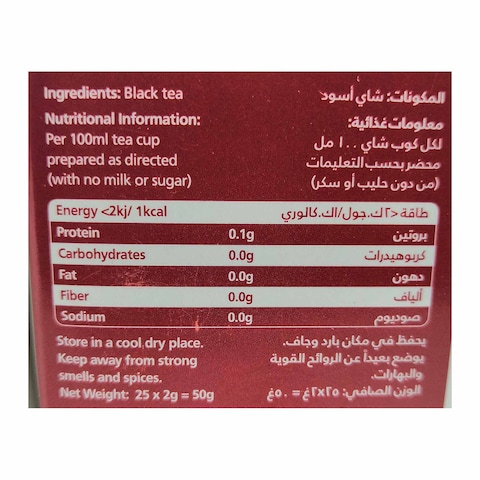 Ingredients: Black tea
المكونات: شاي أسود
Nutritional Information:
معلومات غذائية:
Per 100ml tea cup
لكل كوب شاي ١٠٠ مل
prepared as directed
محضر بحسب التعليمات
(with no milk or sugar)
(من دون حليب أو سكر)
Energy <2kj/ 1kcal
طاقة <٢ك.جول/١ك.كالوري
Protein 0.1g بروتين
Carbohydrates 0.0g كربوهيدرات
Fat 0.0g دهون
Fiber 0.0g ألياف
Sodium 0.0g صوديوم
Store in a cool dry place.
يحفظ في مكان بارد وجاف.
Keep away from strong
يوضع بعيداً عن الروائح القوية
smells and spices.
والبهارات.
Net Weight: 25 x 2g = 50g
الوزن الصافي: ٢٥×٢غ = ٥٠غ